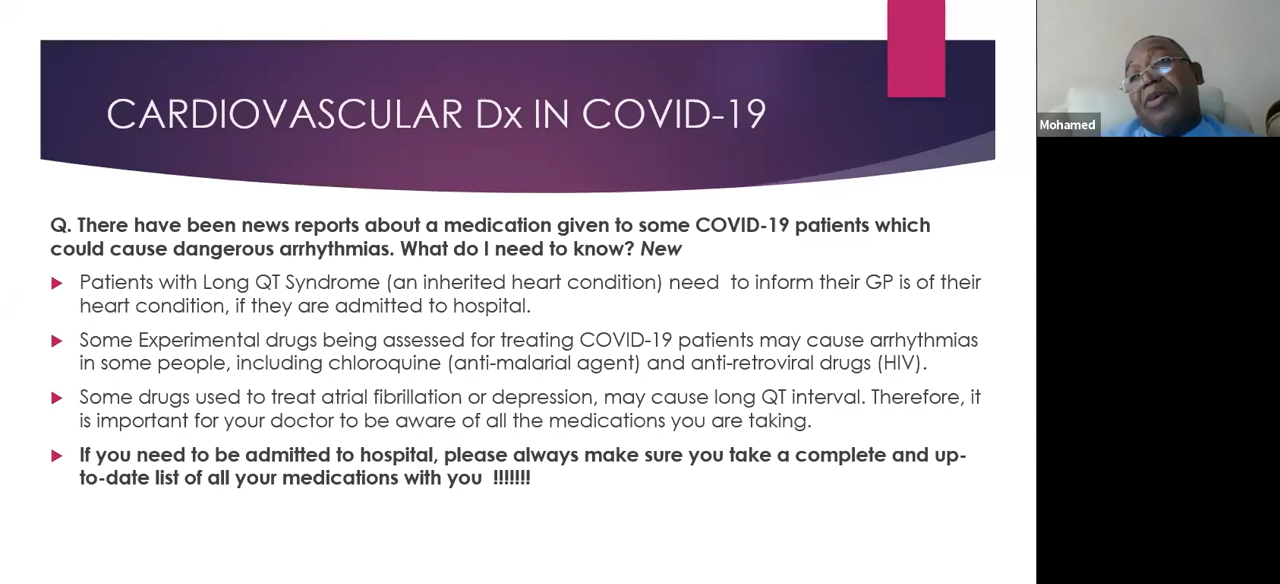 CARDIOVASCULAR Dx IN COVID-19
Q. There have been news reports about a medication given to some COVID-19 patients which
could cause dangerous arrhythmias. What do I need to know? New
Patients with Long QT Syndrome (an inherited heart condition) need  to inform their GP is of their
heart condition, if they are admitted to hospital.
Some Experimental drugs being assessed for treating COVID-19 patients may cause arrhythmias
in some people, including chloroquine (anti-malarial agent) and anti-retroviral drugs (HIV).
Some drugs used to treat atrial fibrillation or depression, may cause long QT interval. Therefore, it
is important for your doctor to be aware of all the medications you are taking.
If you need to be admitted to hospital, please always make sure you take a complete and up-
to-date list of all your medications with you  !!!!!!!
Mohamed